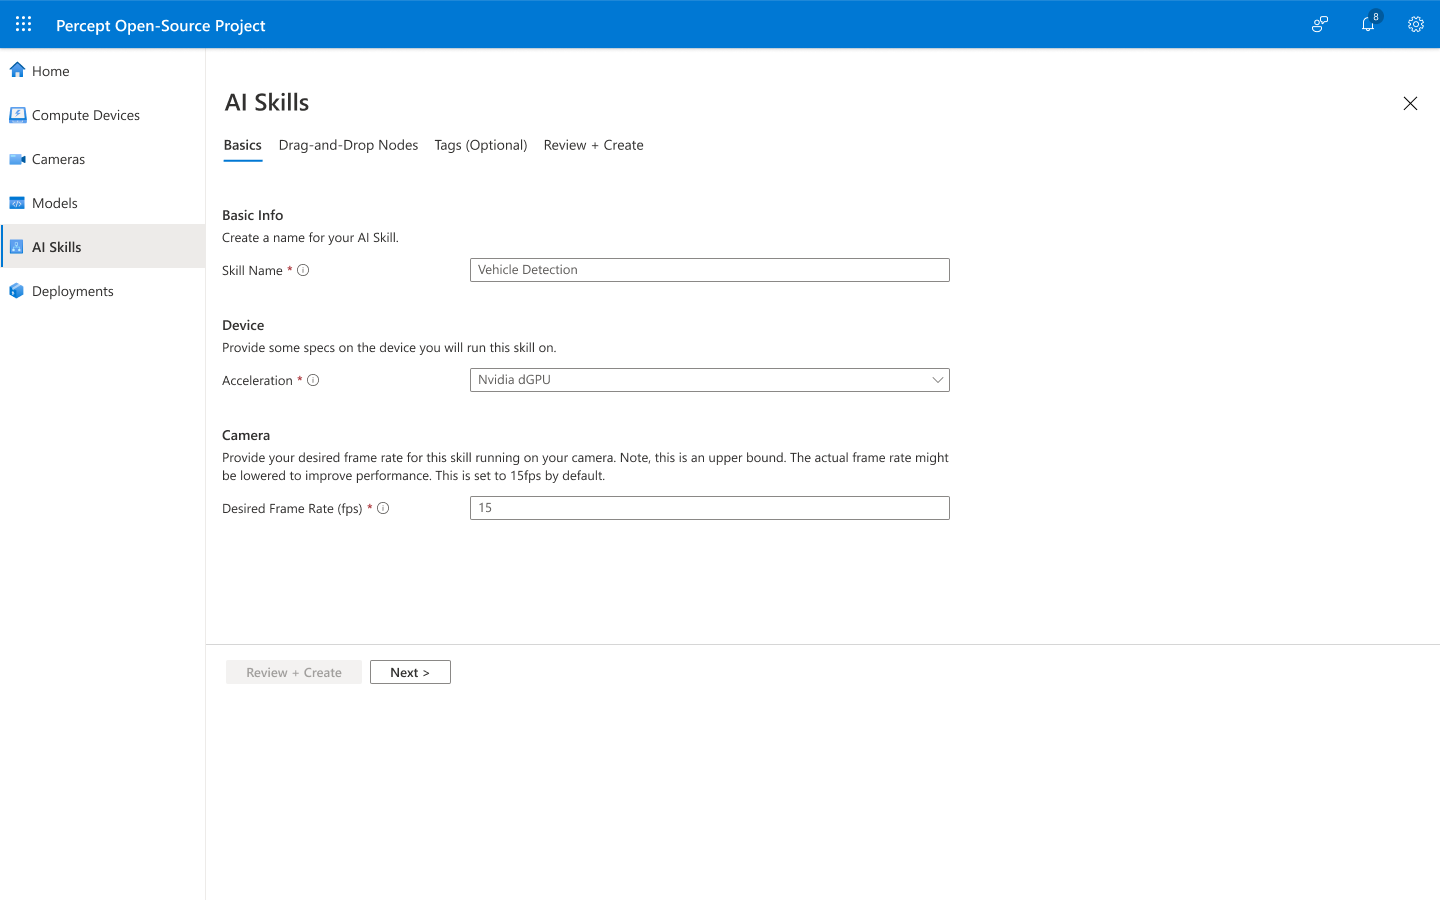 Percept Open-Source Project
8
Home
Compute Devices
Cameras
Models
AI Skills
Deployments
AI Skills
Basics Drag-and-Drop Nodes Tags (Optional) Review + Create
Basic Info
Create a name for your AI Skill.
Skill Name * Vehicle Detection
Device
Provide some specs on the device you will run this skill on.
Acceleration * Nvidia dGPU
Camera
Provide your desired frame rate for this skill running on your camera. Note, this is an upper bound. The actual frame rate might
be lowered to improve performance. This is set to 15fps by default.
Desired Frame Rate (fps) * 15
Review + Create Next >